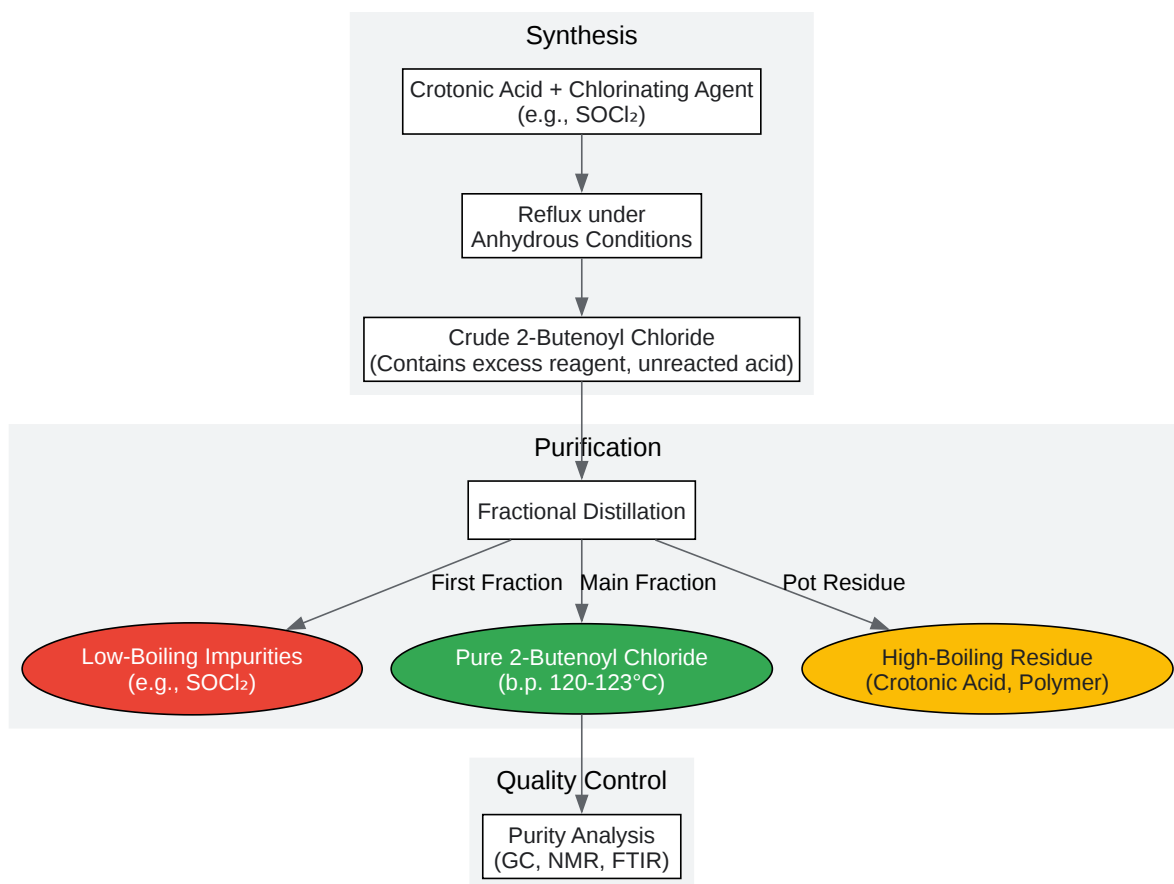 Synthesis
Crotonic Acid + Chlorinating Agent
(e.g., SOCl₂)
Reflux under
Anhydrous Conditions
Crude 2-Butenoyl Chloride
(Contains excess reagent, unreacted acid)
Purification
Fractional Distillation
First Fraction
Main Fraction
Pot Residue
Low-Boiling Impurities
(e.g., SOCl₂)
Pure 2-Butenoyl Chloride
(b.p. 120-123°C)
High-Boiling Residue
(Crotonic Acid, Polymer)
Quality Control
Purity Analysis
(GC, NMR, FTIR)